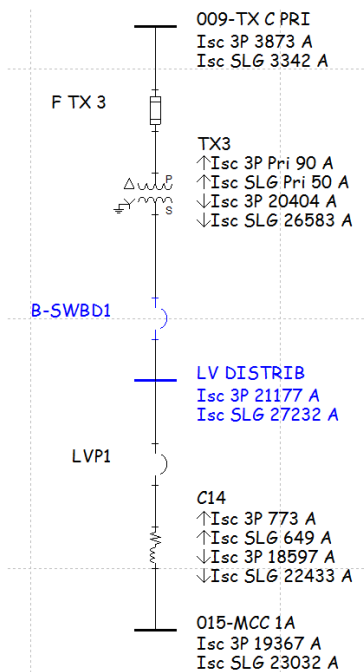 009-TX C PRI
Isc 3P 3873 A
Isc SLG 3342 A
F TX 3
TX3
↑Isc 3P Pri 90 A
↑Isc SLG Pri 50 A
↓Isc 3P 20404 A
↓Isc SLG 26583 A
P
S
B-SWBD1
LV DISTRIB
Isc 3P 21177 A
Isc SLG 27232 A
LVP1
C14
↑Isc 3P 773 A
↑Isc SLG 649 A
↓Isc 3P 18597 A
↓Isc SLG 22433 A
015-MCC 1A
Isc 3P 19367 A
Isc SLG 23032 A